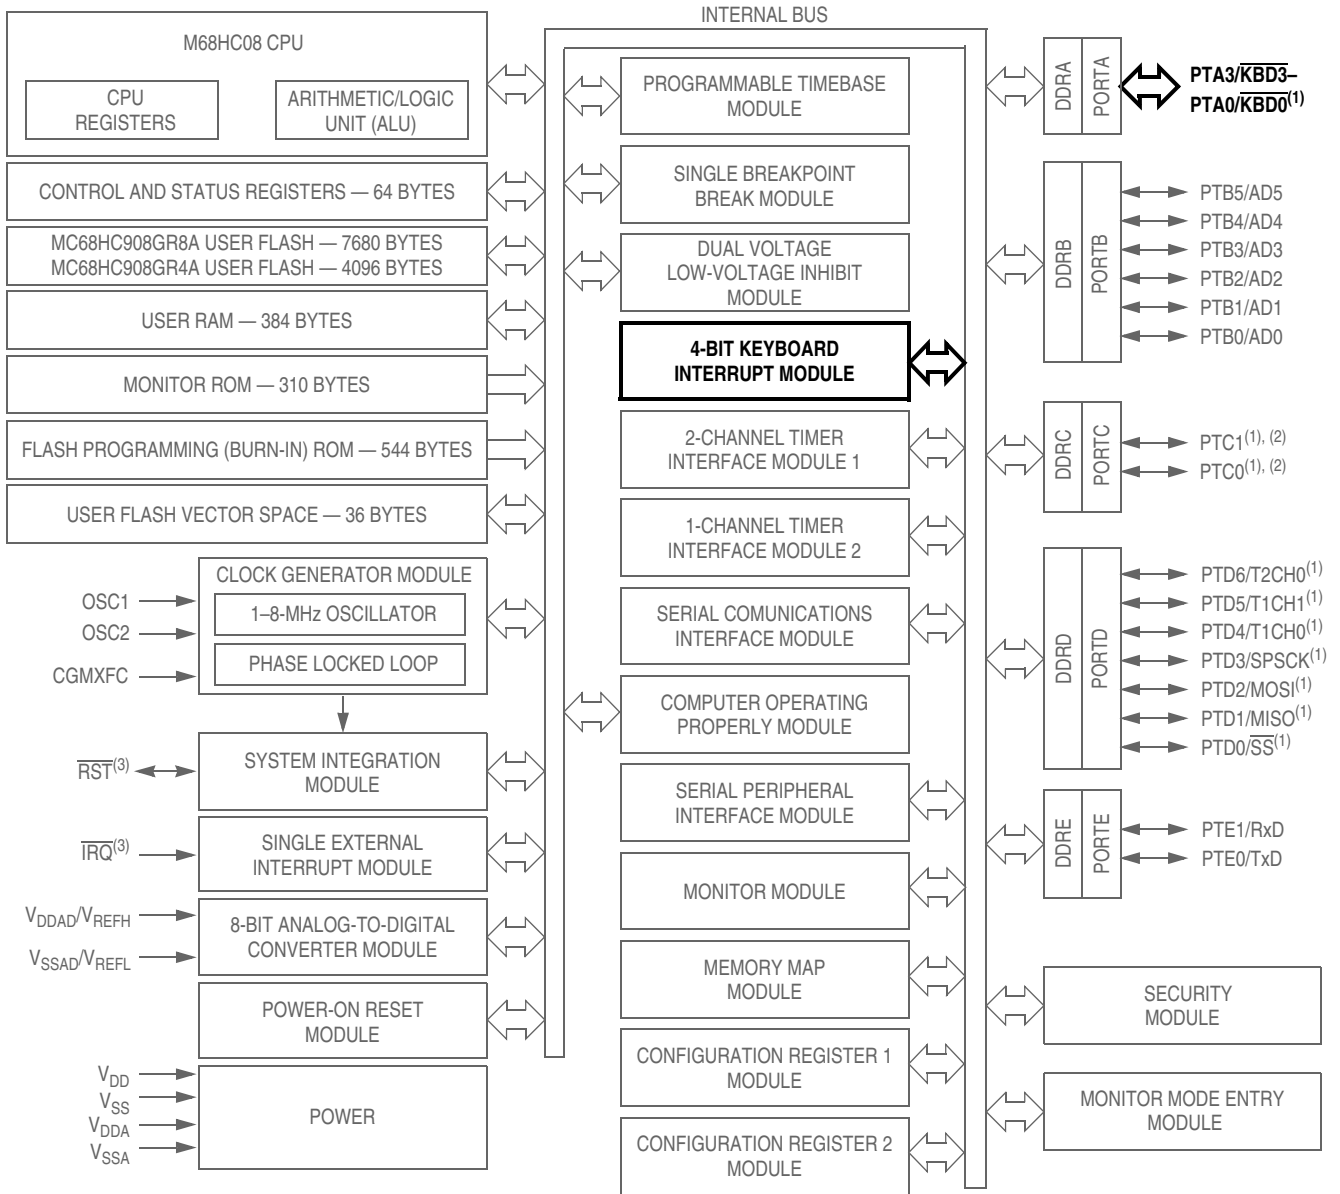 INTERNAL BUS
M68HC08 CPU
CPU
REGISTERS
ARITHMETIC/LOGIC
UNIT (ALU)
CONTROL AND STATUS REGISTERS — 64 BYTES
MC68HC908GR8A USER FLASH — 7680 BYTES
MC68HC908GR4A USER FLASH — 4096 BYTES
USER RAM — 384 BYTES
MONITOR ROM — 310 BYTES
FLASH PROGRAMMING (BURN-IN) ROM — 544 BYTES
USER FLASH VECTOR SPACE — 36 BYTES
CLOCK GENERATOR MODULE
1–8-MHz OSCILLATOR
PHASE LOCKED LOOP
OSC1
OSC2
CGMXFC
SYSTEM INTEGRATION
MODULE
RST(3)
SINGLE EXTERNAL
INTERRUPT MODULE
IRQ(3)
8-BIT ANALOG-TO-DIGITAL
CONVERTER MODULE
VDDAD/VREFH
VSSAD/VREFL
POWER-ON RESET
MODULE
POWER
VDD
VSS
VDDA
VSSA
PROGRAMMABLE TIMEBASE
MODULE
SINGLE BREAKPOINT
BREAK MODULE
DUAL VOLTAGE
LOW-VOLTAGE INHIBIT
MODULE
4-BIT KEYBOARD
INTERRUPT MODULE
2-CHANNEL TIMER
INTERFACE MODULE 1
1-CHANNEL TIMER
INTERFACE MODULE 2
SERIAL COMUNICATIONS
INTERFACE MODULE
COMPUTER OPERATING
PROPERLY MODULE
SERIAL PERIPHERAL
INTERFACE MODULE
MONITOR MODULE
MEMORY MAP
MODULE
CONFIGURATION REGISTER 1
MODULE
CONFIGURATION REGISTER 2
MODULE
DDRA
PORTA
PTA3/KBD3–
PTA0/KBD0(1)
DDRB
PORTB
PTB5/AD5
PTB4/AD4
PTB3/AD3
PTB2/AD2
PTB1/AD1
PTB0/AD0
DDRC
PORTC
PTC1(1), (2)
PTC0(1), (2)
DDRD
PORTD
PTD6/T2CH0(1)
PTD5/T1CH1(1)
PTD4/T1CH0(1)
PTD3/SPSCK(1)
PTD2/MOSI(1)
PTD1/MISO(1)
PTD0/SS(1)
DDRE
PORTE
PTE1/RxD
PTE0/TxD
SECURITY
MODULE
MONITOR MODE ENTRY
MODULE